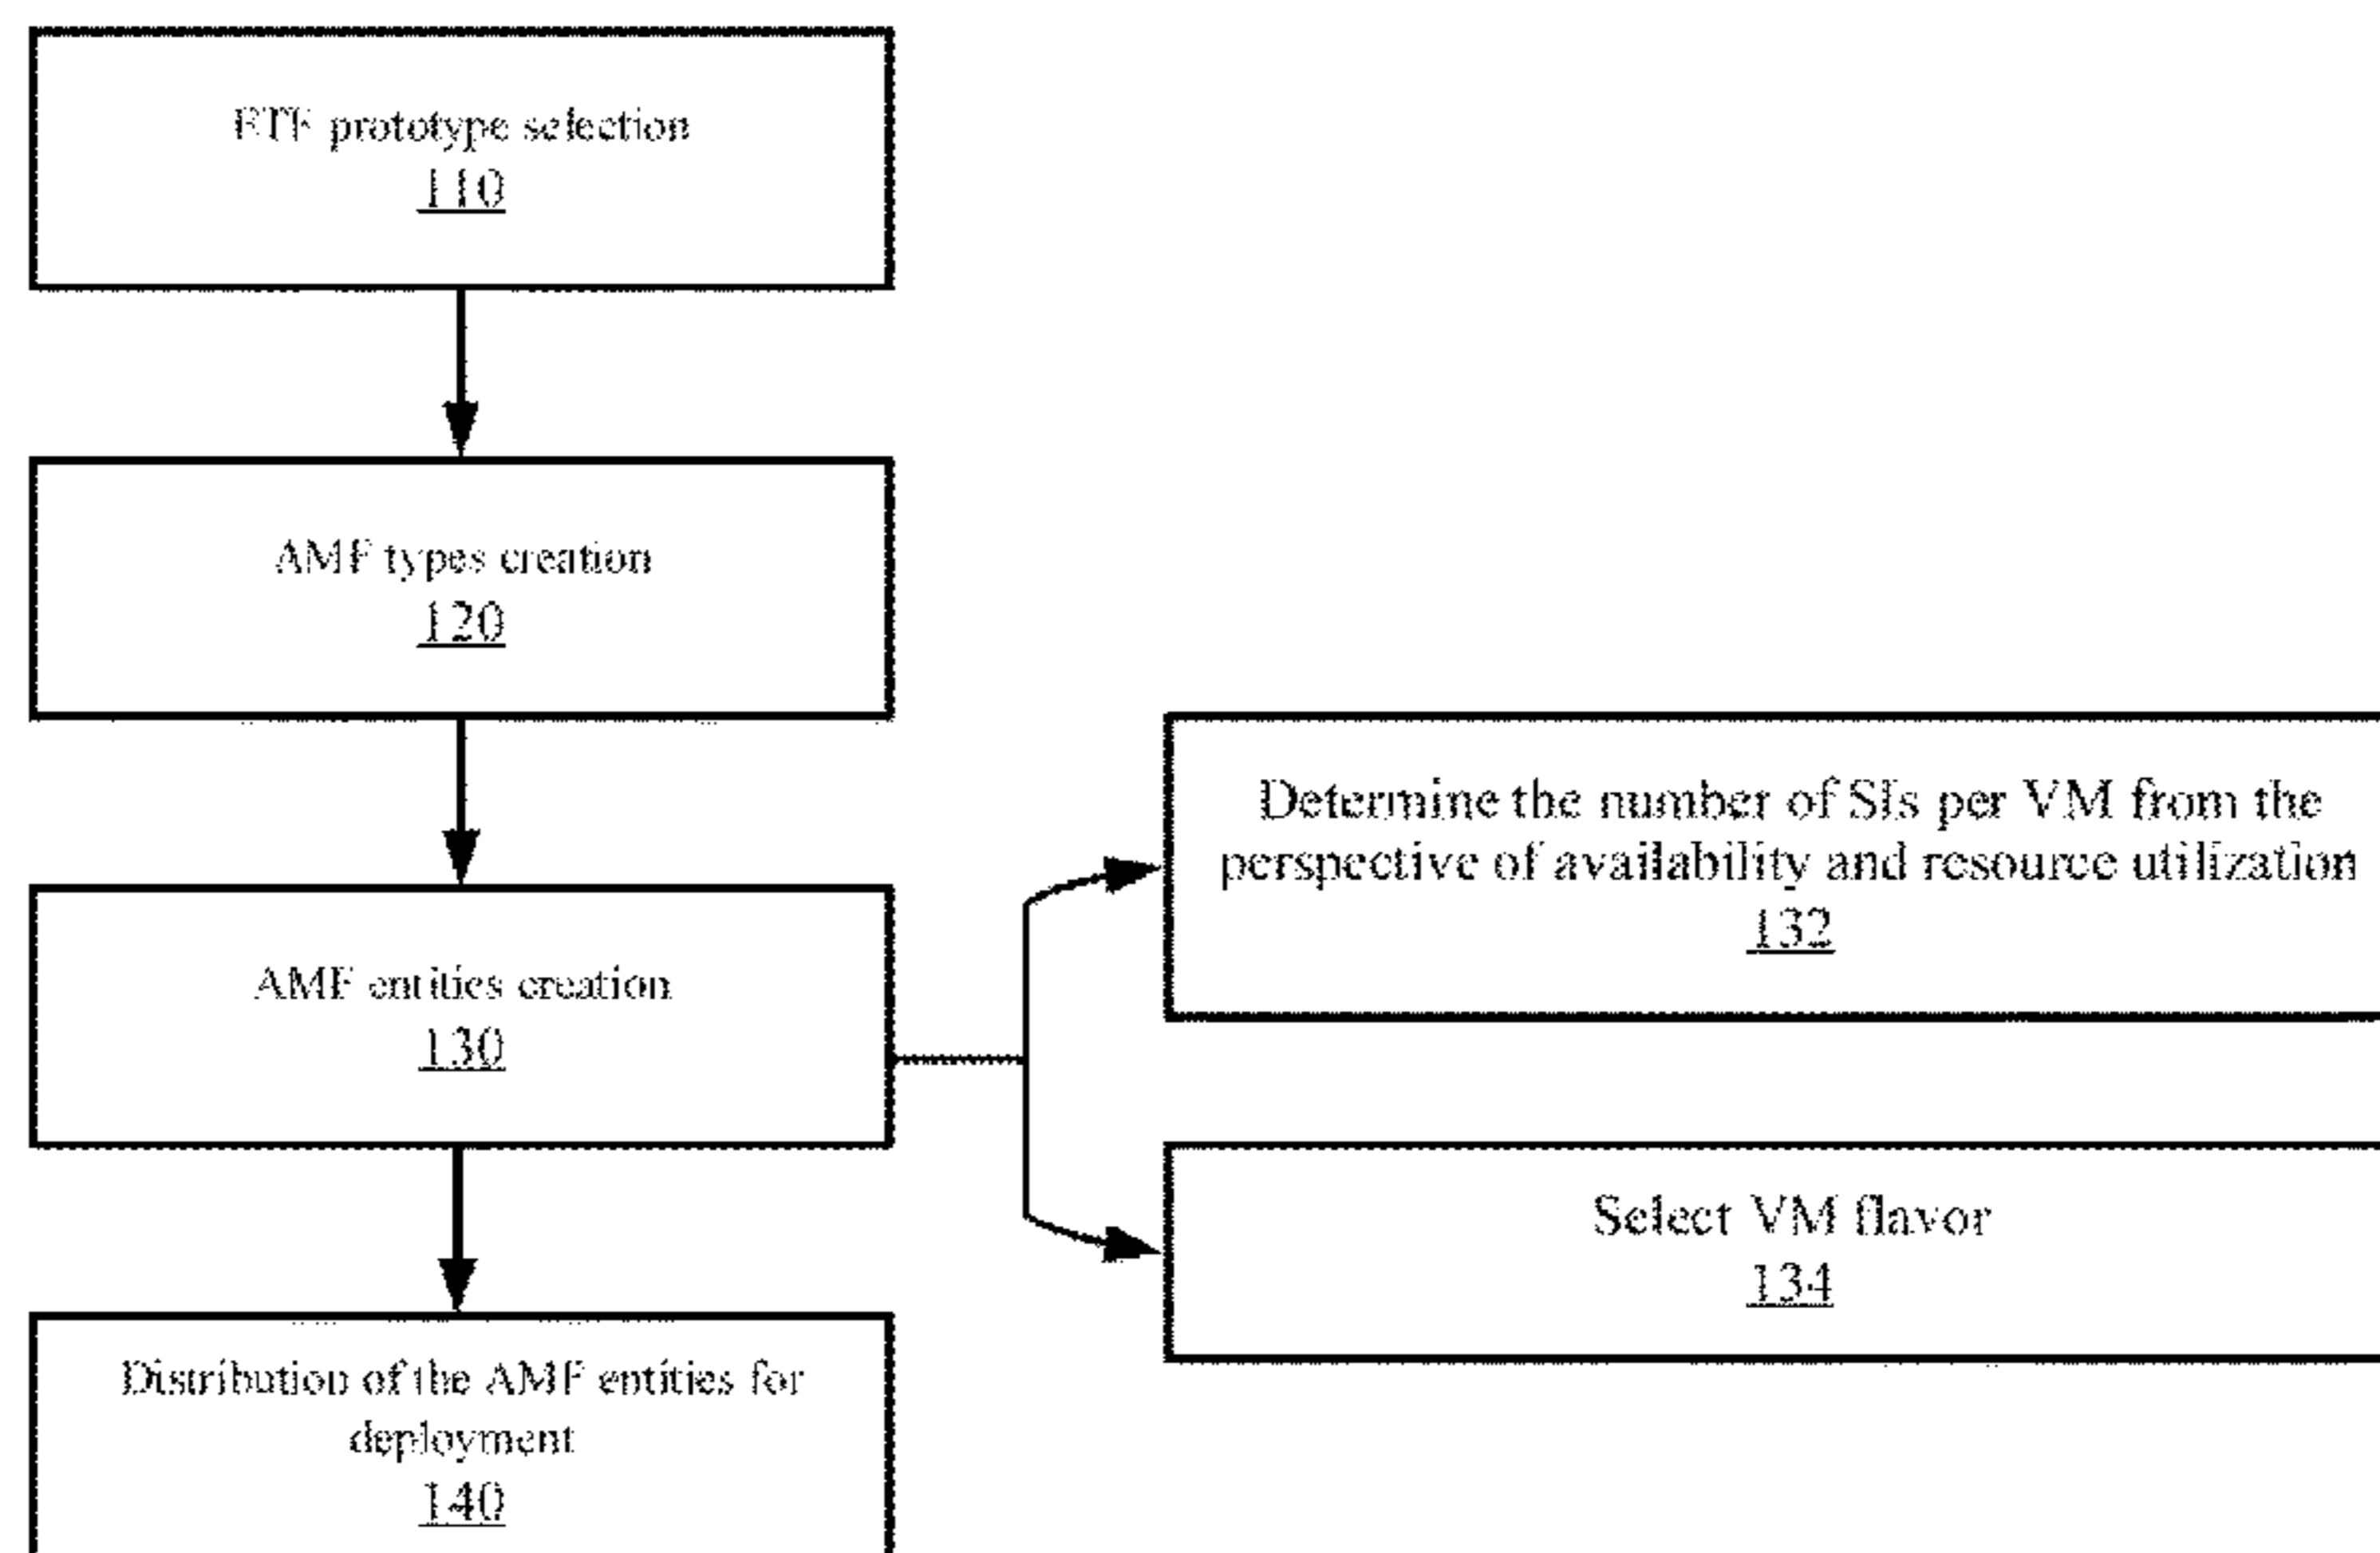 ETF prototype selection
110
AMF types creation
120
AMF entities creation
130
Determine the number of SIs per VM from the
perspective of availability and resource utilization
132
Select VM flavor
134
Distribution of the AMF entities for
deployment
140